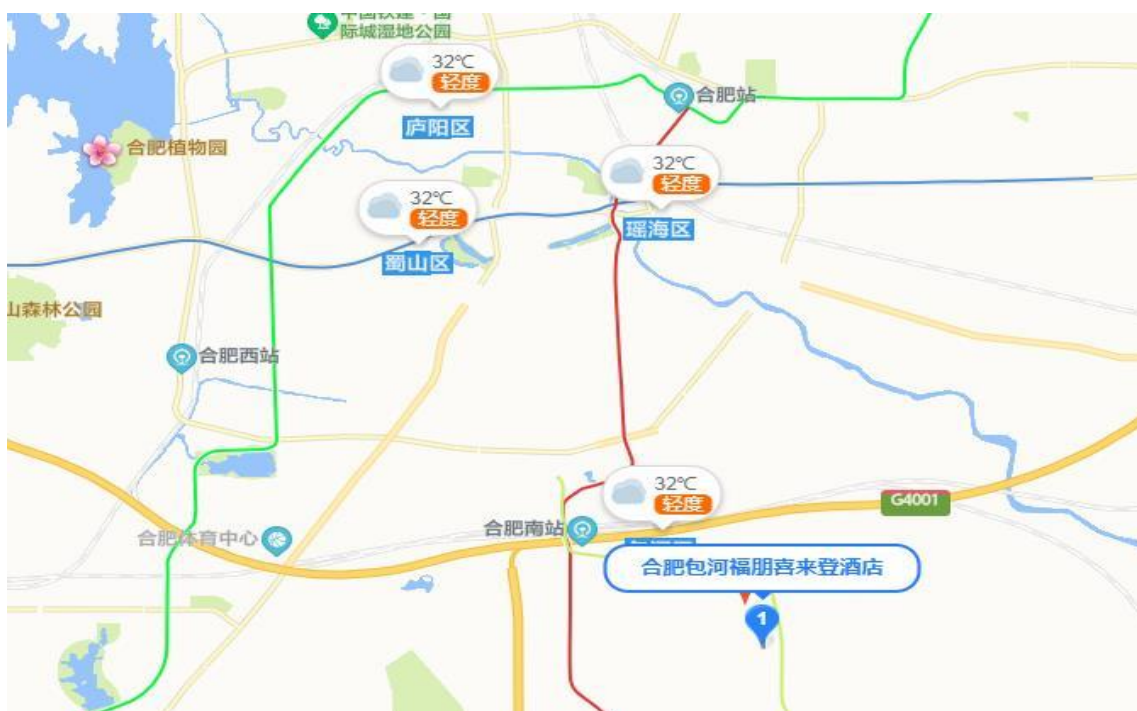 际城湿地公园
32℃
轻度
庐阳区
合肥站
合肥植物园
32℃
轻度
32℃
轻度
瑶海区
蜀山区
山森林公园
合肥西站
32℃
轻度
G4001
合肥南站
合肥体育中心
合肥包河福朋喜来登酒店
1